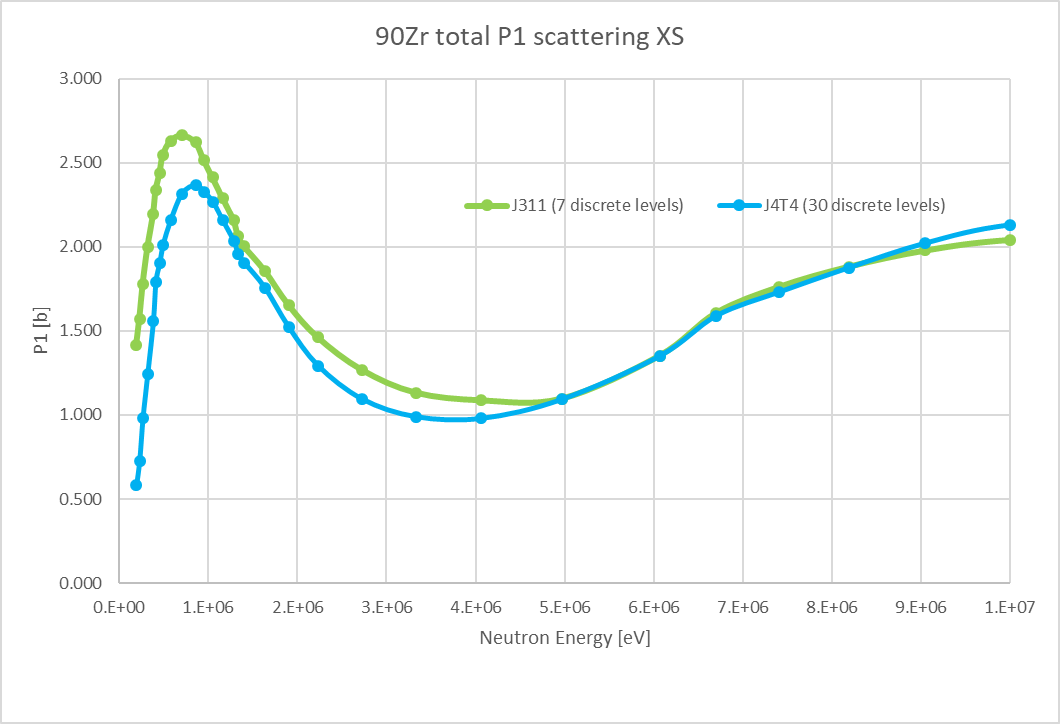 90Zr total P1 scattering XS
3.000
2.500
2.000
1.500
1.000
0.500
0.000
P1 [b]
J311 (7 discrete levels) J4T4 (30 discrete levels)
0.E+00 1.E+06 2.E+06 3.E+06 4.E+06 5.E+06 6.E+06 7.E+06 8.E+06 9.E+06 1.E+07
Neutron Energy [eV]